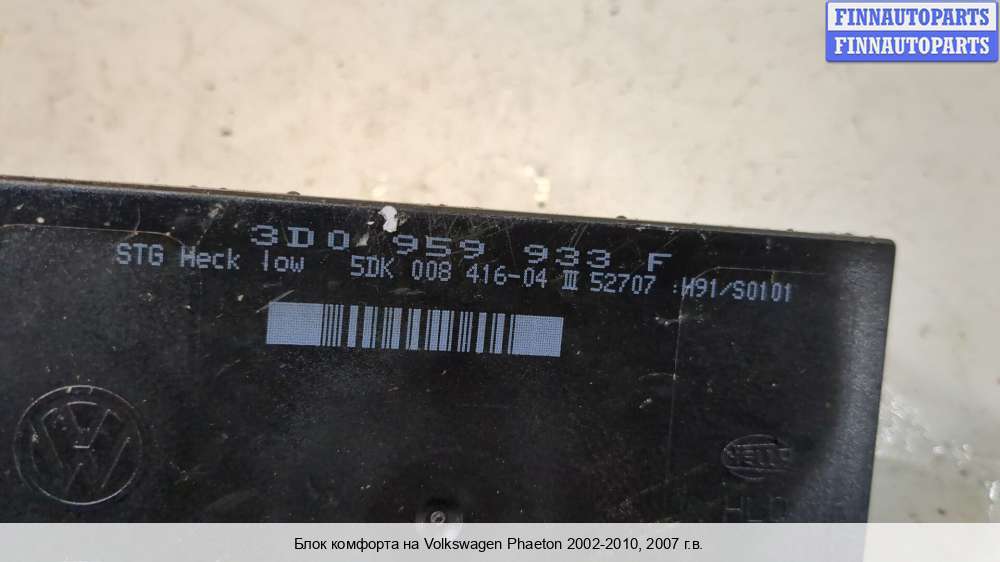 FINNAUTOPARTS
FINNAUTOPARTS
3D0 959 933 F
STG Heck low 5DK 008 416-04 III 52707 :H91/S0101
HELLA
Блок комфорта на Volkswagen Phaeton 2002-2010, 2007 г.в.